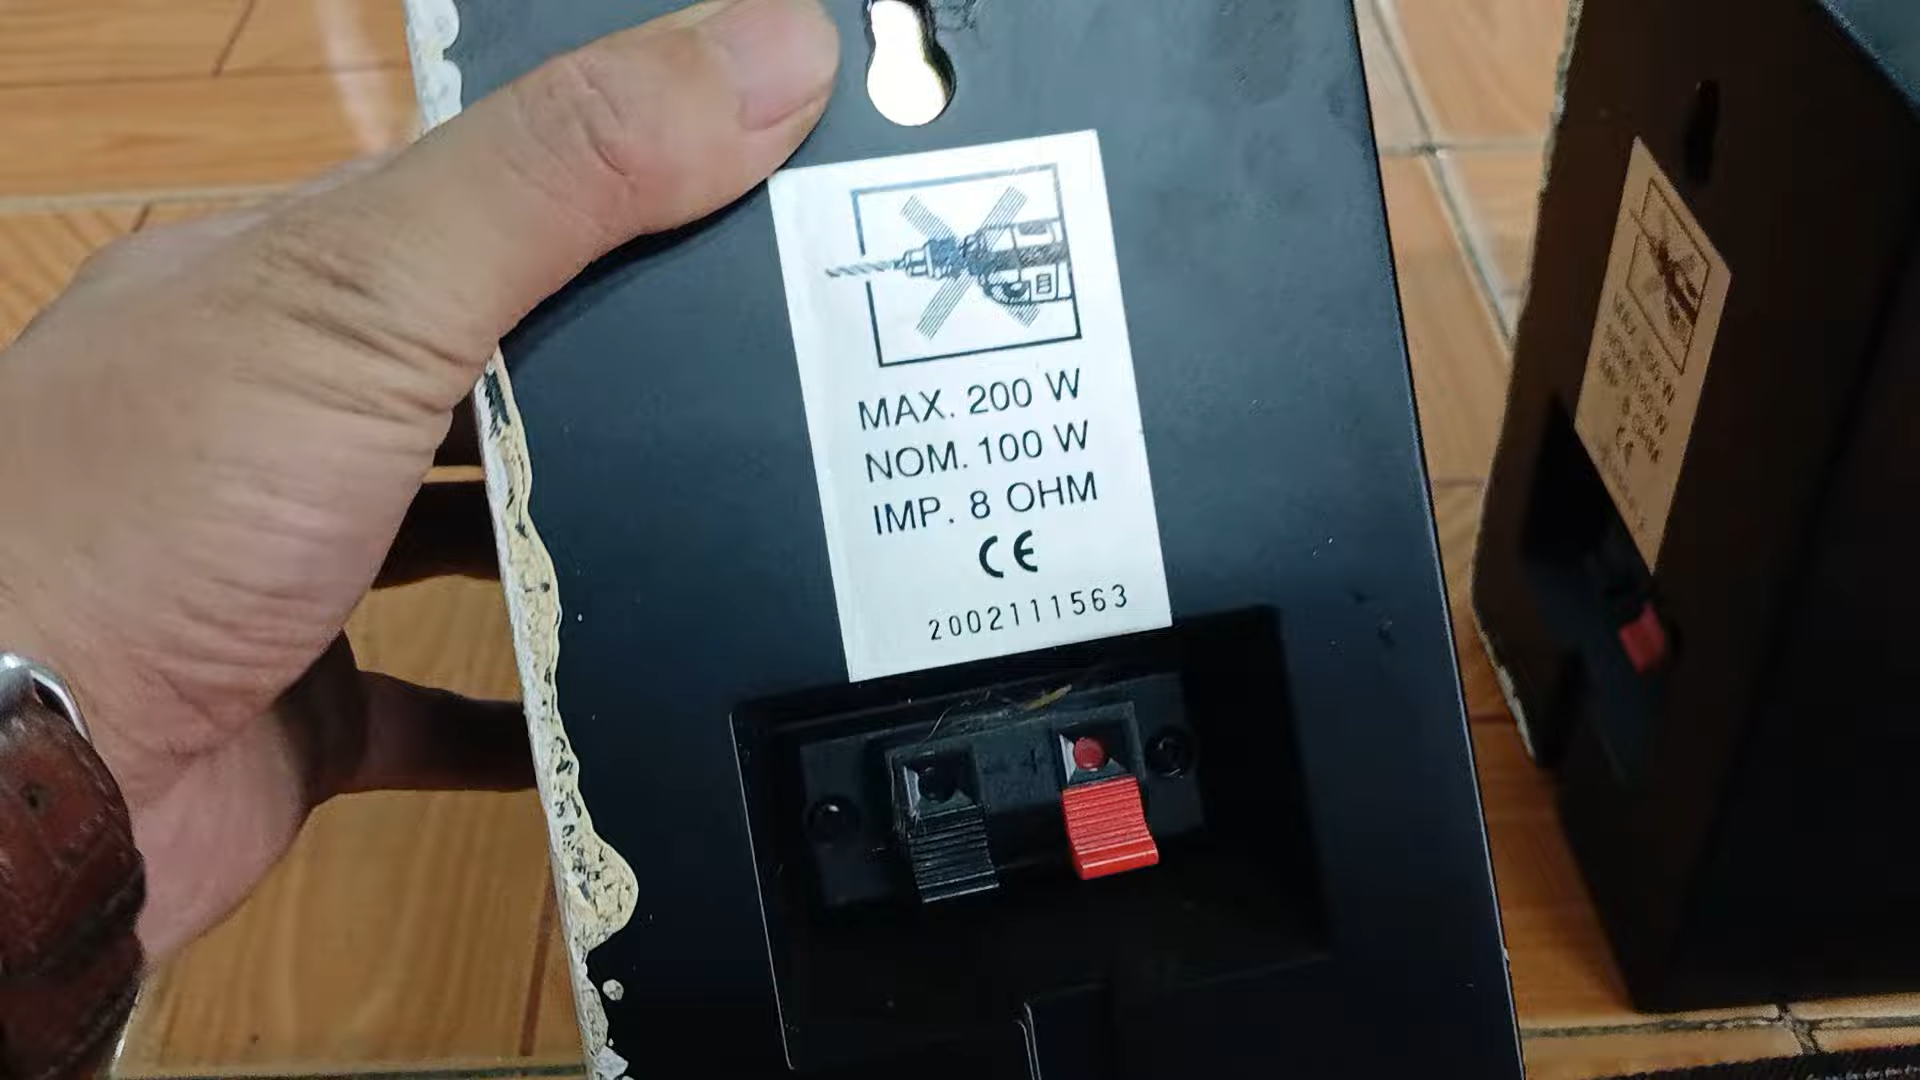 MAX. 200 W
NOM. 100 W
IMP. 8 OHM
CE
2002111563
- +